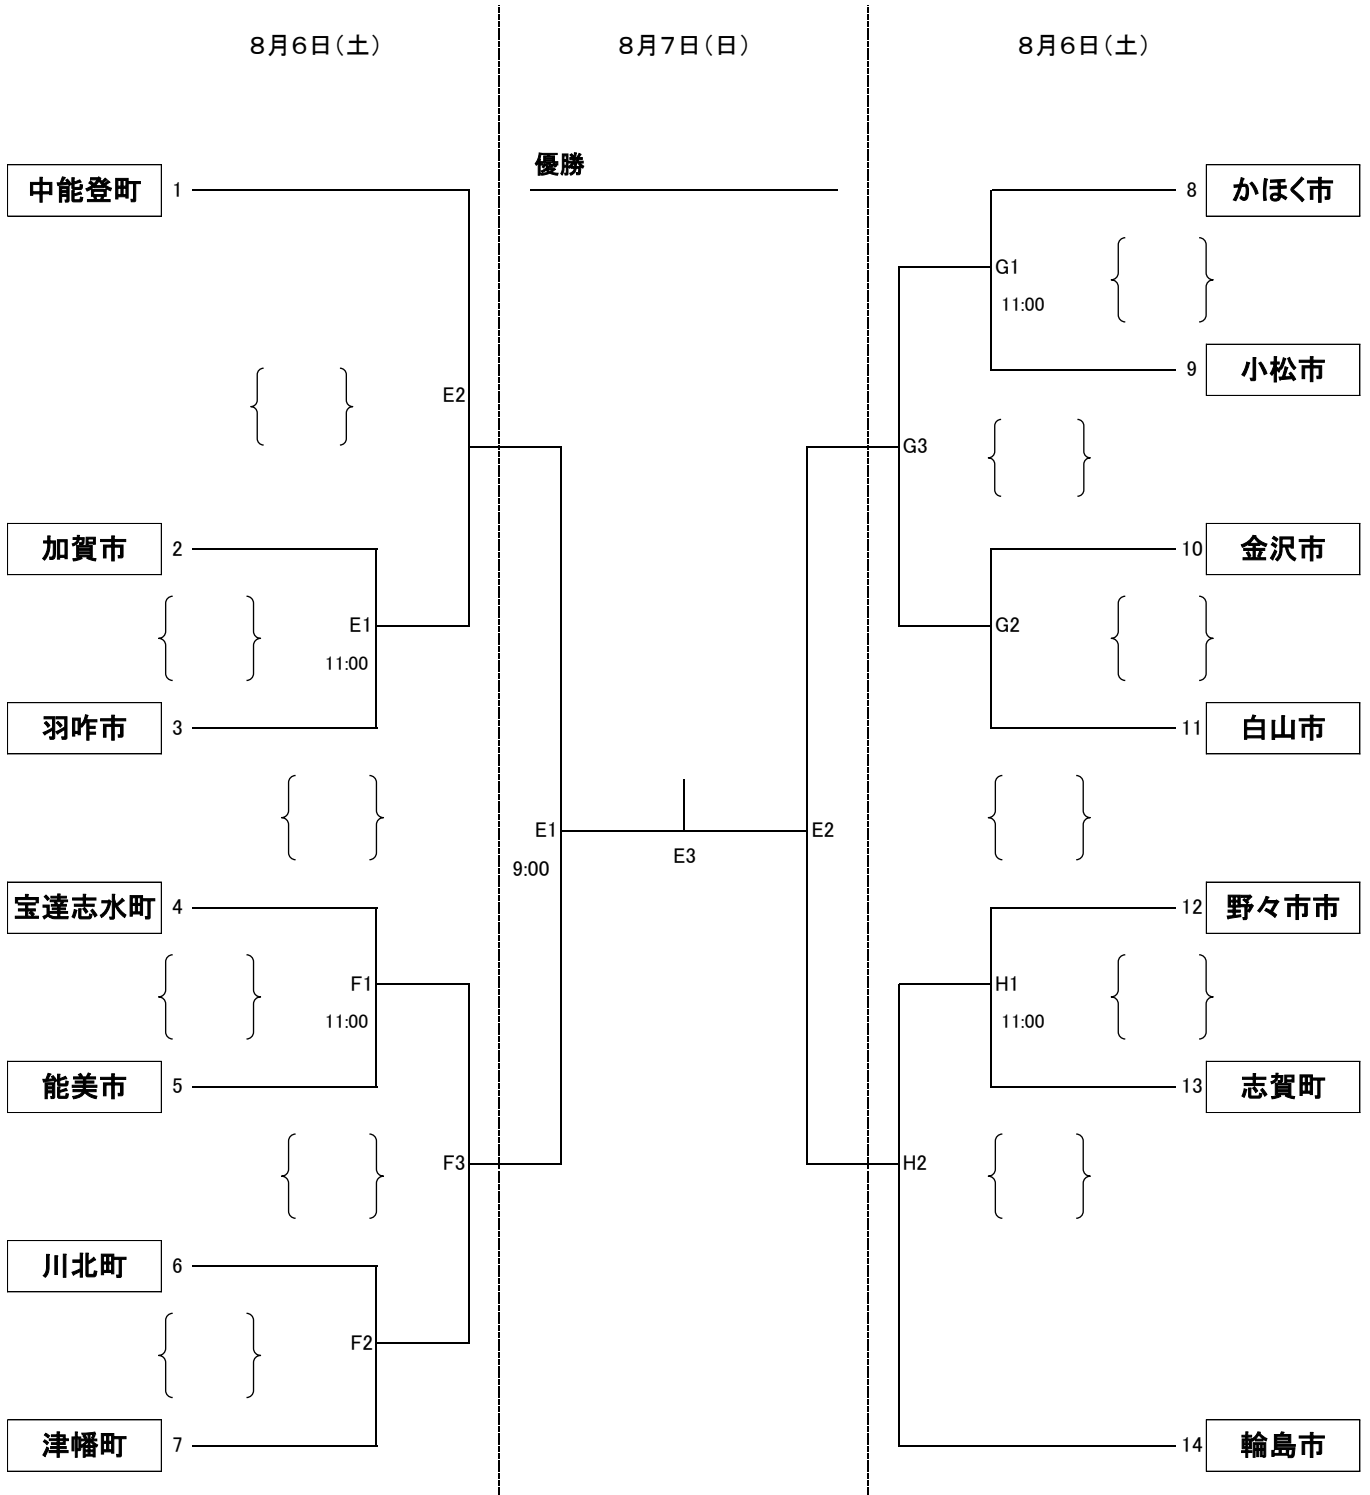 ８月６日（土）
８月７日（日）
８月６日（土）
優勝
中能登町 1
8 かほく市
G1
11:00
9 小松市
E2
G3
加賀市 2
10 金沢市
E1
11:00
G2
羽咋市 3
11 白山市
E1
E2
E3
9:00
宝達志水町 4
12 野々市市
F1
11:00
H1
11:00
能美市 5
13 志賀町
F3
H2
川北町 6
F2
津幡町 7
14 輪島市